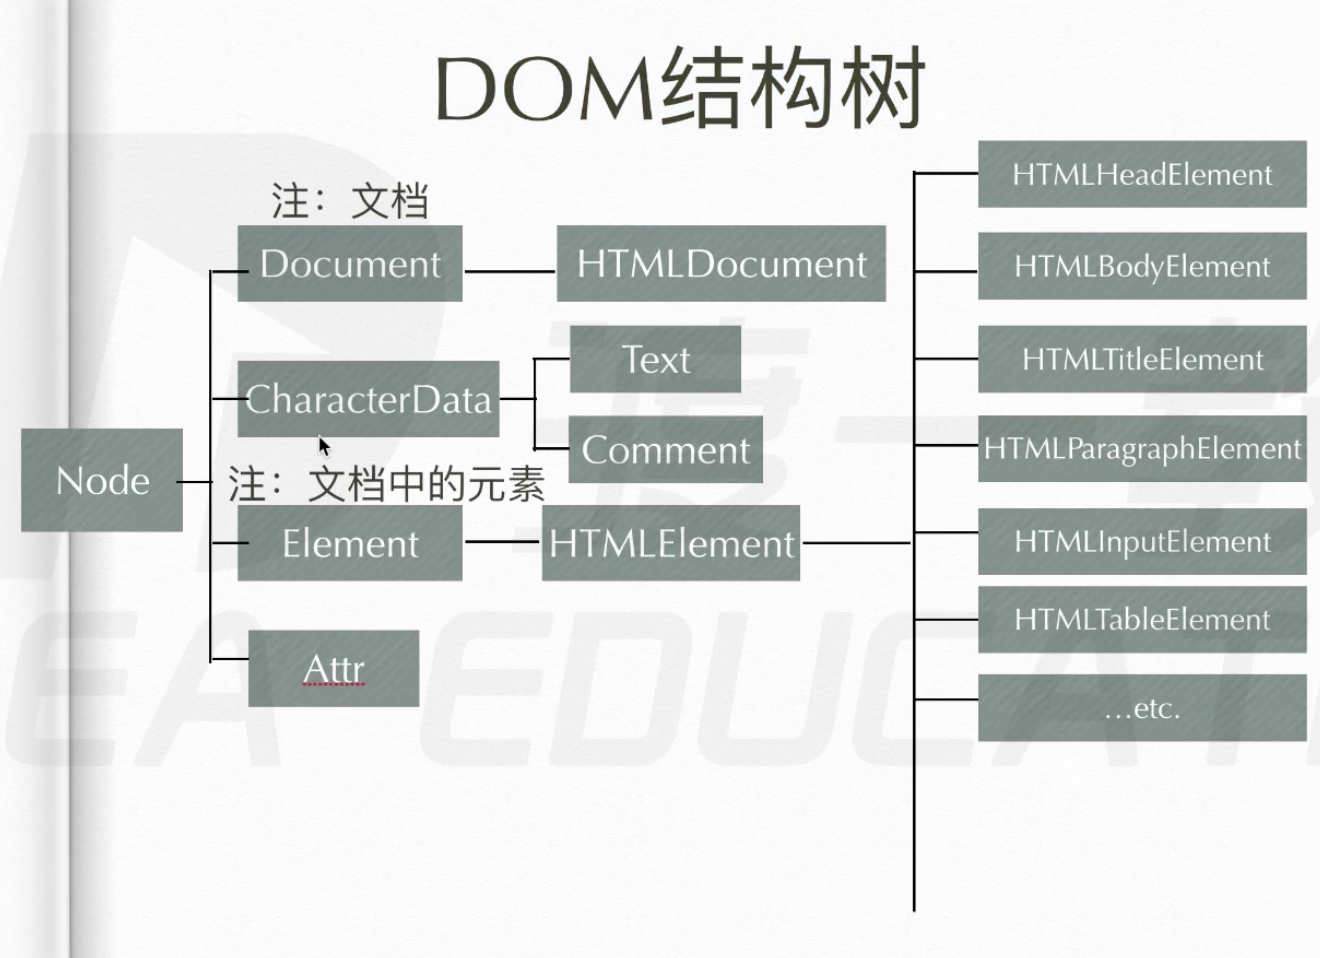 DOM结构树
注：文档
Document
HTMLDocument
CharacterData
Text
Comment
Node
注：文档中的元素
Element
HTMLElement
Attr
HTMLHeadElement
HTMLBodyElement
HTMLTitleElement
HTMLParagraphElement
HTMLInputElement
HTMLTableElement
...etc.